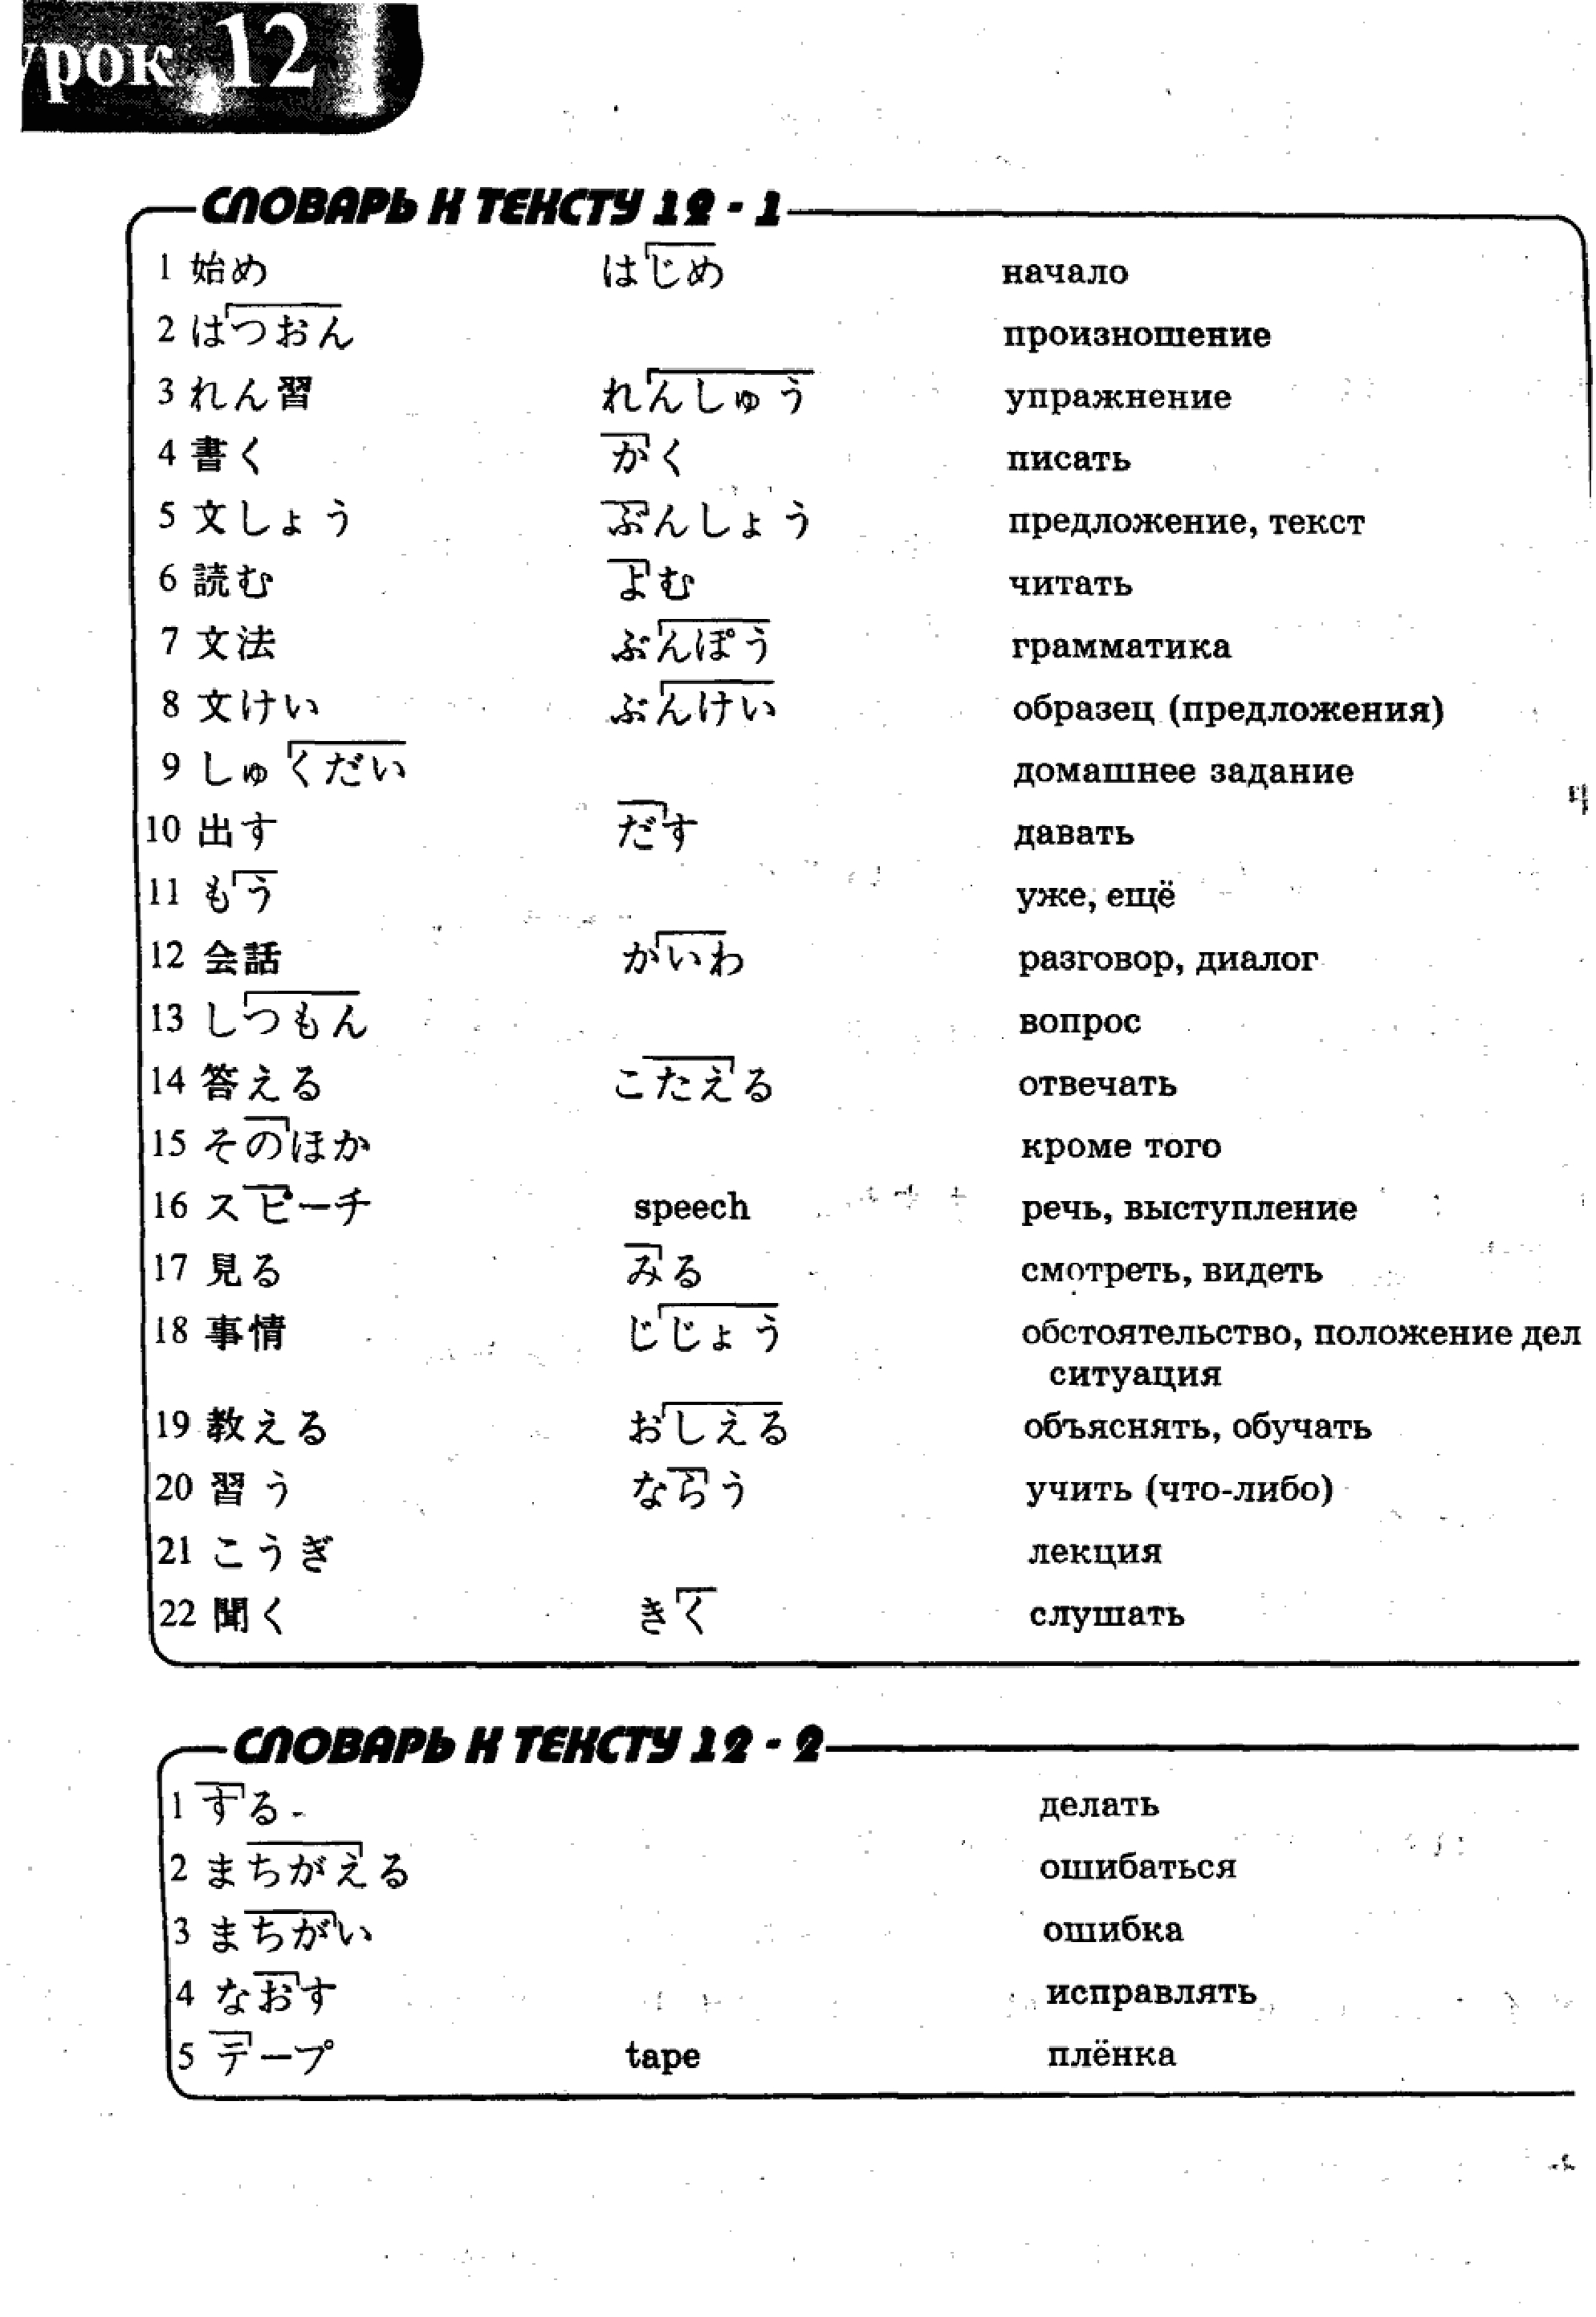 урок 12
СЛОВАРЬ К ТЕКСТУ 12 - 1
1 始め はじめ начало
2 はつおん произношение
3 れん習 れんしゅう упражнение
4 書く かく писать
5 文しょう ぶんしょう предложение, текст
6 読む よむ читать
7 文法 ぶんぽう грамматика
8 文けい ぶんけい образец (предложения)
9 しゅくだい домашнее задание
10 出す だす давать
11 もう уже, ещё
12 会話 かいわ разговор, диалог
13 しつもん вопрос
14 答える こたえる отвечать
15 そのほか кроме того
16 スピーチ speech речь, выступление
17 見る みる смотреть, видеть
18 事情 じじょう обстоятельство, положение дел
ситуация
19 教える おしえる объяснять, обучать
20 習う ならう учить (что-либо)
21 こうぎ лекция
22 聞く きく слушать
СЛОВАРЬ К ТЕКСТУ 12 - 2
1 する делать
2 まちがえる ошибаться
3 まちがい ошибка
4 なおす исправлять
5 テープ tape плёнка